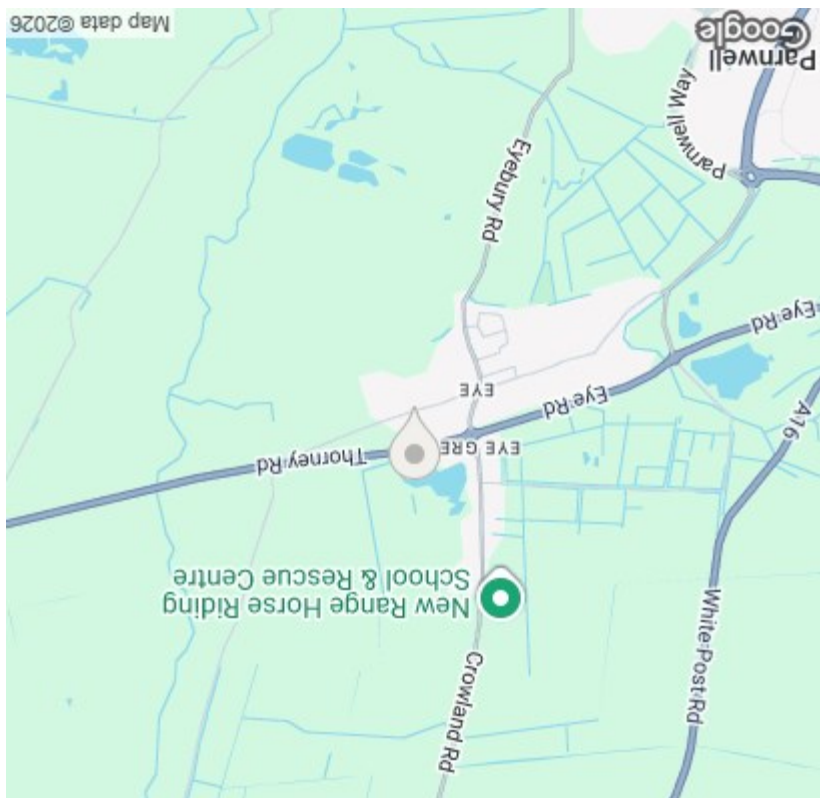 Crowland Rd
White Post Rd
New Range Horse Riding
School & Rescue Centre
Thorney Rd
EYE GRE
A16
Eye Rd
EYE
Eye Rd
Eyebury Rd
Parnwell Way
Parnwell
Google
Map data ©2026